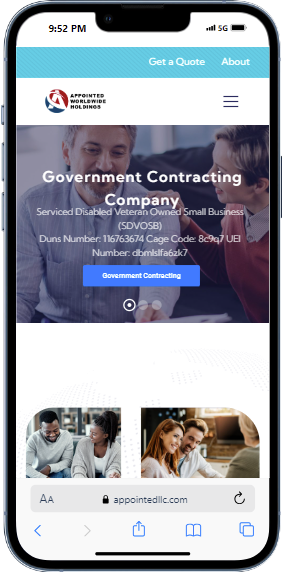 9:52 PM
5G
Get a Quote About
APPOINTED
WORLDWIDE
HOLDINGS
Government Contracting
Company
Serviced Disabled Veteran Owned Small Business
(SDVOSB)
Duns Number: 116763674 Cage Code: 8c9q7 UEI
Number: dbmlslfa6zk7
Government Contracting
AA
appointedllc.com